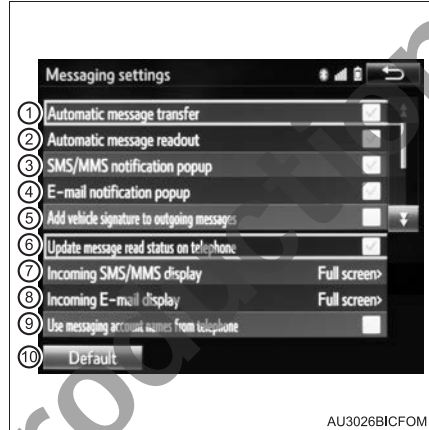 Messaging settings
1 Automatic message transfer
2 Automatic message readout
3 SMS/MMS notification popup
4 E-mail notification popup
5 Add vehicle signature to outgoing messages
6 Update message read status on telephone
7 Incoming SMS/MMS display Full screen>
8 Incoming E-mail display Full screen>
9 Use messaging account names from telephone
10 Default
AU3026BICFOM